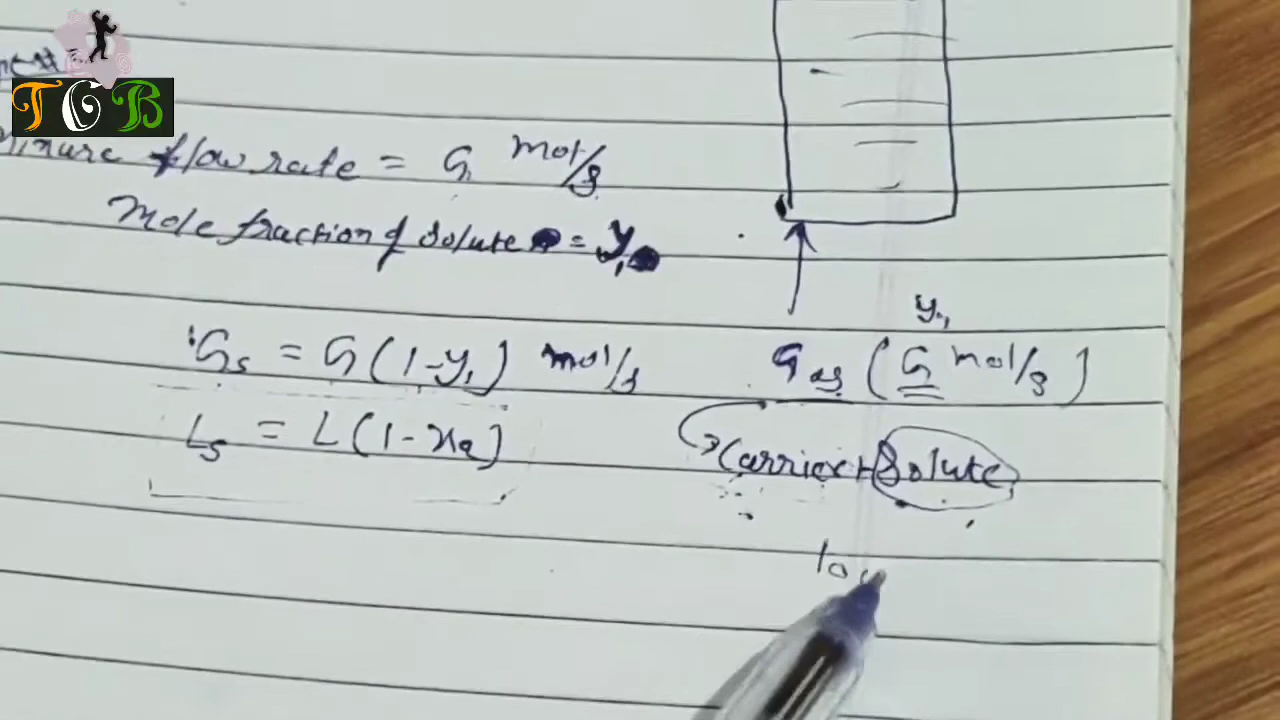 TGB
flow rate = G mol/s
Mole fraction of solute = y₁
y₁
Gs = G(1-y₁) mol/s
Gas (G mol/s)
Ls = L(1-x₂)
Carrier + Solute
10